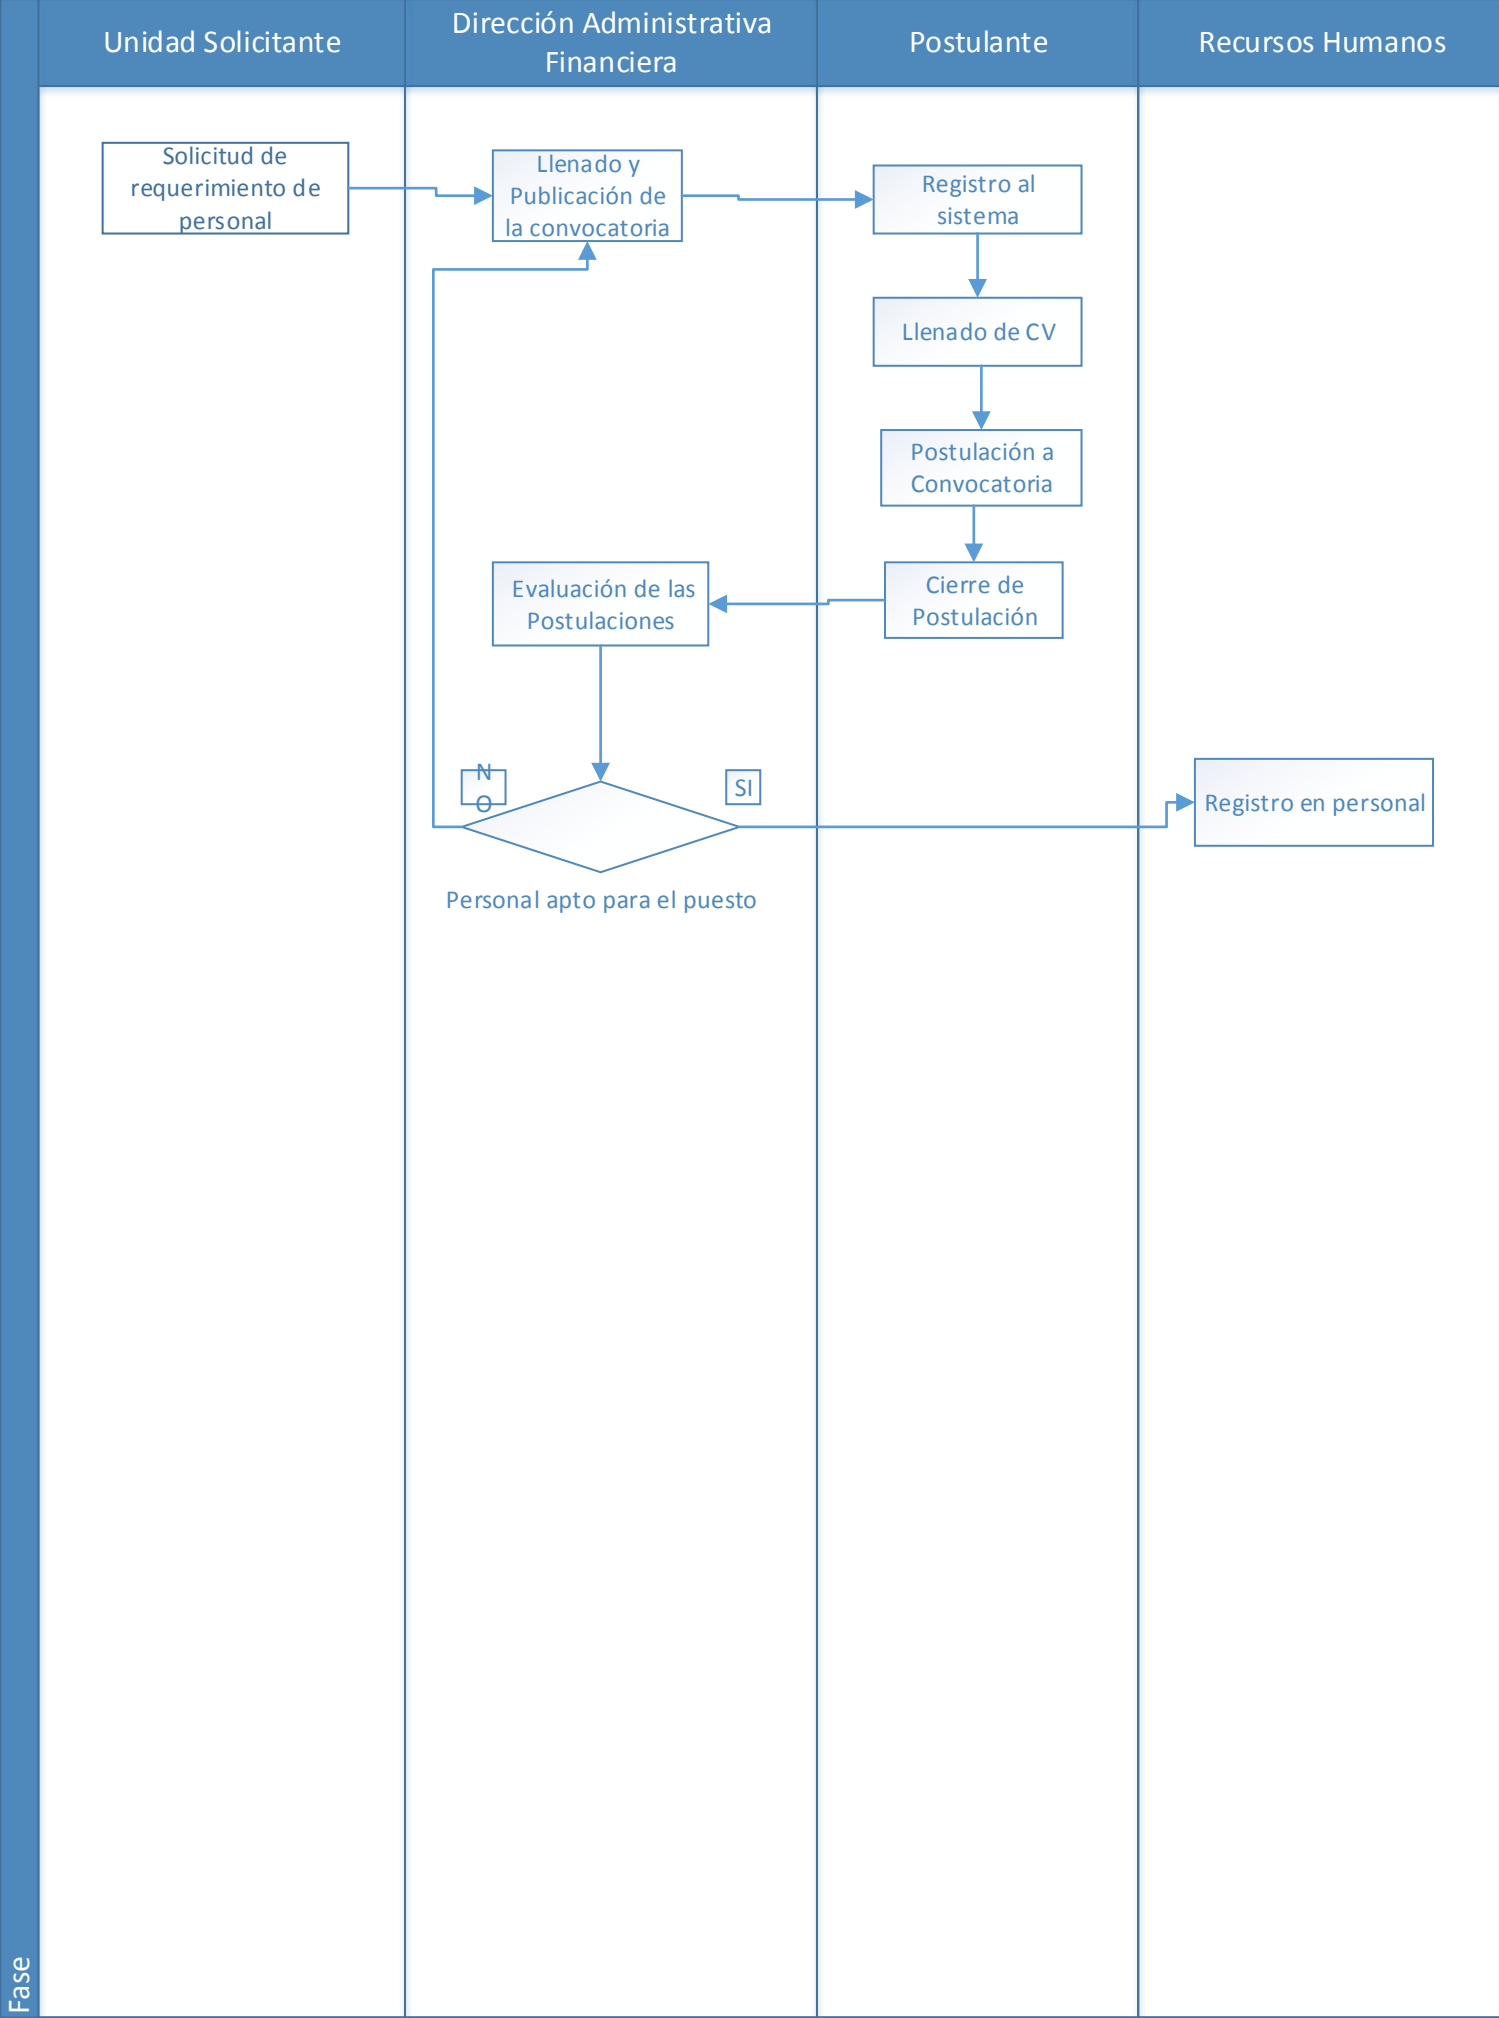 Unidad Solicitante
Dirección Administrativa
Financiera
Postulante
Recursos Humanos
Solicitud de
requerimiento de
personal
Llenado y
Publicación de
la convocatoria
Registro al
sistema
Llenado de CV
Postulación a
Convocatoria
Evaluación de las
Postulaciones
Cierre de
Postulación
N
O
SI
Registro en personal
Personal apto para el puesto
Fase